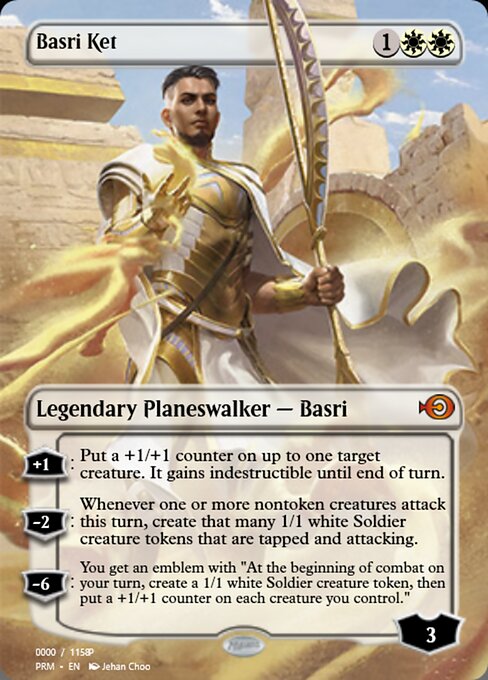 Basri Ket 1
Legendary Planeswalker — Basri
+1: Put a +1/+1 counter on up to one target
creature. It gains indestructible until end of turn.
Whenever one or more nontoken creatures attack
-2: this turn, create that many 1/1 white Soldier
creature tokens that are tapped and attacking.
You get an emblem with "At the beginning of combat on
-6: your turn, create a 1/1 white Soldier creature token, then
put a +1/+1 counter on each creature you control."
3
0000 / 1158P
PRM - EN Jehan Choo